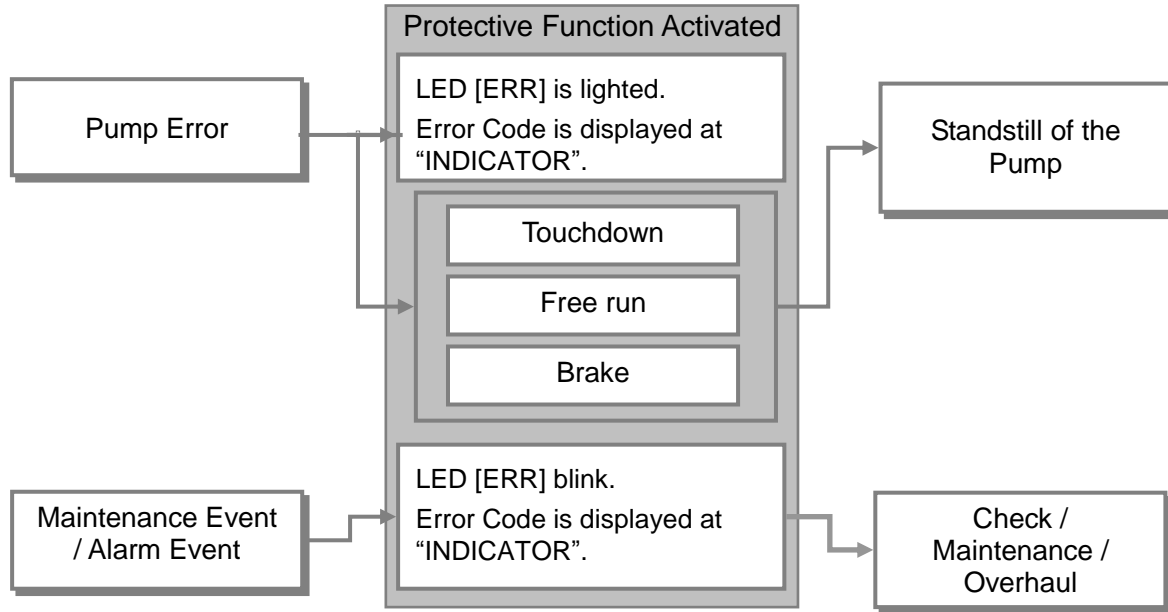 Protective Function Activated
Pump Error
LED [ERR] is lighted.
Error Code is displayed at
“INDICATOR”.
Standstill of the
Pump
Touchdown
Free run
Brake
Maintenance Event
/ Alarm Event
LED [ERR] blink.
Error Code is displayed at
“INDICATOR”.
Check /
Maintenance /
Overhaul